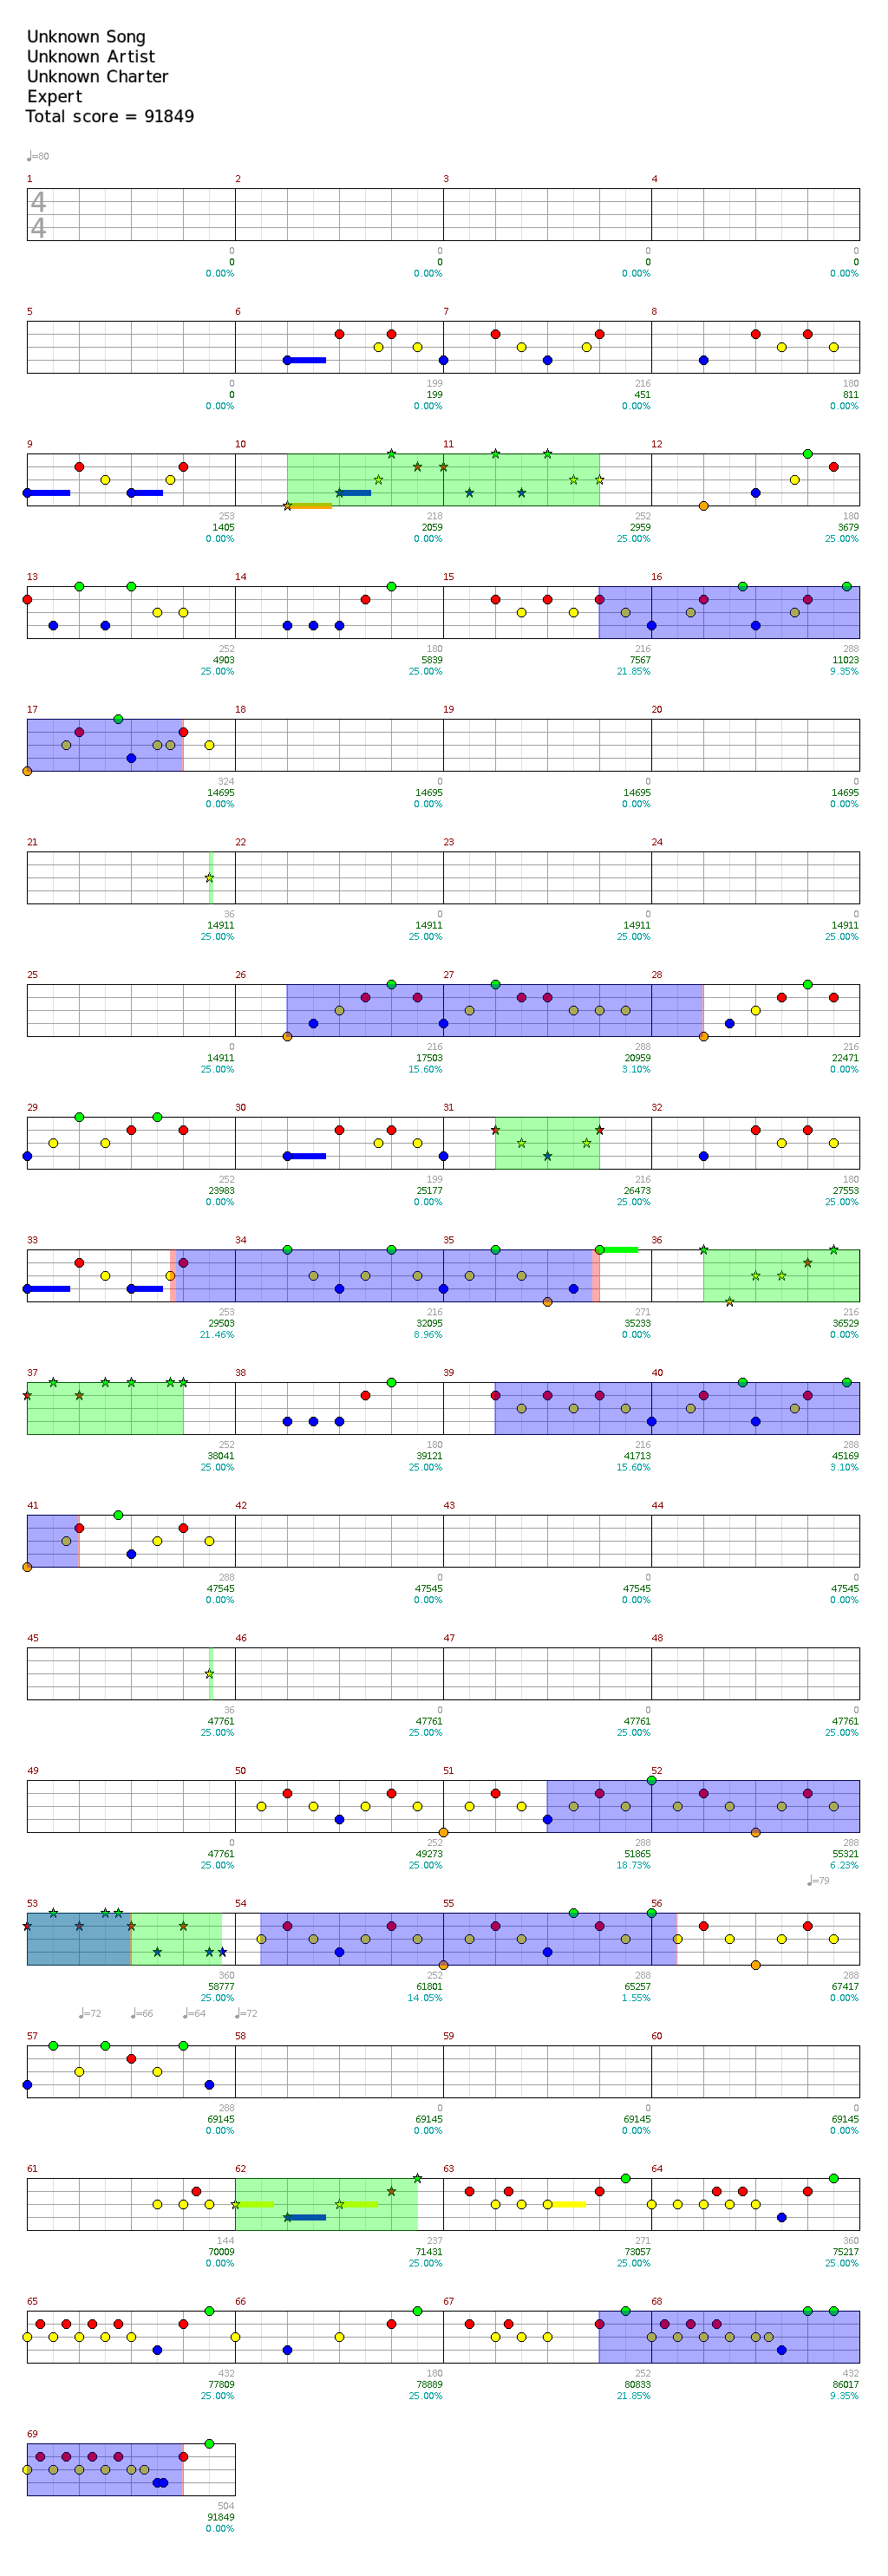 Unknown Song
Unknown Artist
Unknown Charter
Expert
Total score = 91849
♩=80
1 2 3 4
4
4
0 0 0 0
0 0 0 0
0.00% 0.00% 0.00% 0.00%
5 6 7 8
0 199 216 180
0 199 451 811
0.00% 0.00% 0.00% 0.00%
9 10 11 12
253 218 252 180
1405 2059 2959 3679
0.00% 0.00% 25.00% 25.00%
13 14 15 16
252 180 216 288
4903 5839 7567 11023
25.00% 25.00% 21.85% 9.35%
17 18 19 20
324 0 0 0
14695 14695 14695 14695
0.00% 0.00% 0.00% 0.00%
21 22 23 24
36 0 0 0
14911 14911 14911 14911
25.00% 25.00% 25.00% 25.00%
25 26 27 28
0 216 288 216
14911 17503 20959 22471
25.00% 15.60% 3.10% 0.00%
29 30 31 32
252 199 216 180
23983 25177 26473 27553
0.00% 0.00% 25.00% 25.00%
33 34 35 36
253 216 271 216
29503 32095 35233 36529
21.46% 8.96% 0.00% 0.00%
37 38 39 40
252 180 216 288
38041 39121 41713 45169
25.00% 25.00% 15.60% 3.10%
41 42 43 44
288 0 0 0
47545 47545 47545 47545
0.00% 0.00% 0.00% 0.00%
45 46 47 48
36 0 0 0
47761 47761 47761 47761
25.00% 25.00% 25.00% 25.00%
49 50 51 52
0 252 288 288
47761 49273 51865 55321
25.00% 25.00% 18.73% 6.23%
♩=79
53 54 55 56
360 252 288 288
58777 61801 65257 67417
25.00% 14.05% 1.55% 0.00%
♩=72 ♩=66 ♩=64 ♩=72
57 58 59 60
288 0 0 0
69145 69145 69145 69145
0.00% 0.00% 0.00% 0.00%
61 62 63 64
144 237 271 360
70009 71431 73057 75217
0.00% 25.00% 25.00% 25.00%
65 66 67 68
432 180 252 432
77809 78889 80833 86017
25.00% 25.00% 21.85% 9.35%
69
504
91849
0.00%